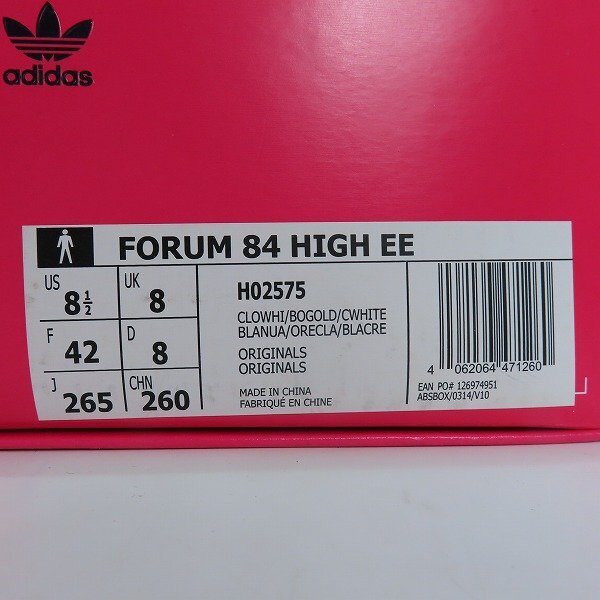 adidas
FORUM 84 HIGH EE
US 8 1/2
UK 8
F 42
D 8
J 265
CHN 260
H02575
CLOWHI/BOGOLD/CWHITE
BLANUA/ORECLA/BLACRE
ORIGINALS
ORIGINALS
MADE IN CHINA
FABRIQUÉ EN CHINE
4 062064 471260
EAN PO# 126974951
ABSBOX/0314/V10